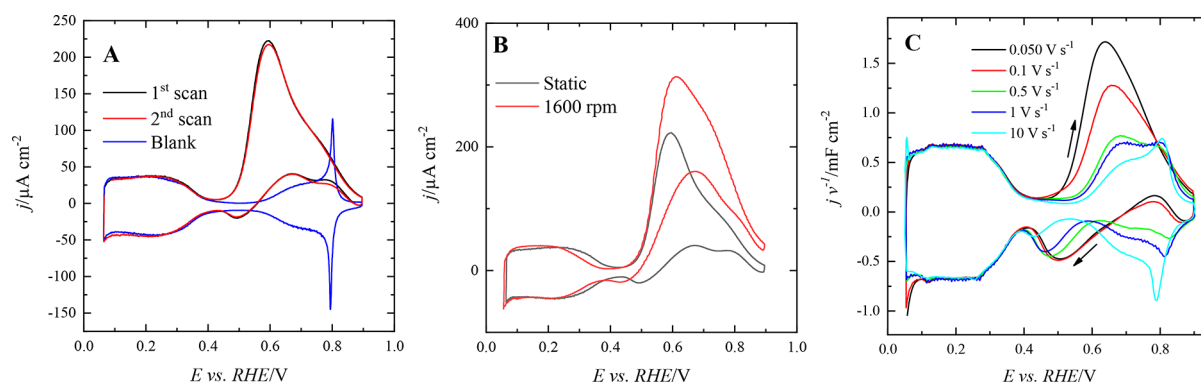 A
1st scan
2nd scan
Blank
j/µA cm-2
250
200
150
100
50
0
-50
-100
-150
0.0 0.2 0.4 0.6 0.8 1.0
E vs. RHE/V
B
Static
1600 rpm
j/µA cm-2
400
200
0
0.0 0.2 0.4 0.6 0.8 1.0
E vs. RHE/V
C
0.050 V s-1
0.1 V s-1
0.5 V s-1
1 V s-1
10 V s-1
j v-1/mF cm-2
1.5
1.0
0.5
0.0
-0.5
-1.0
0.0 0.2 0.4 0.6 0.8
E vs. RHE/V